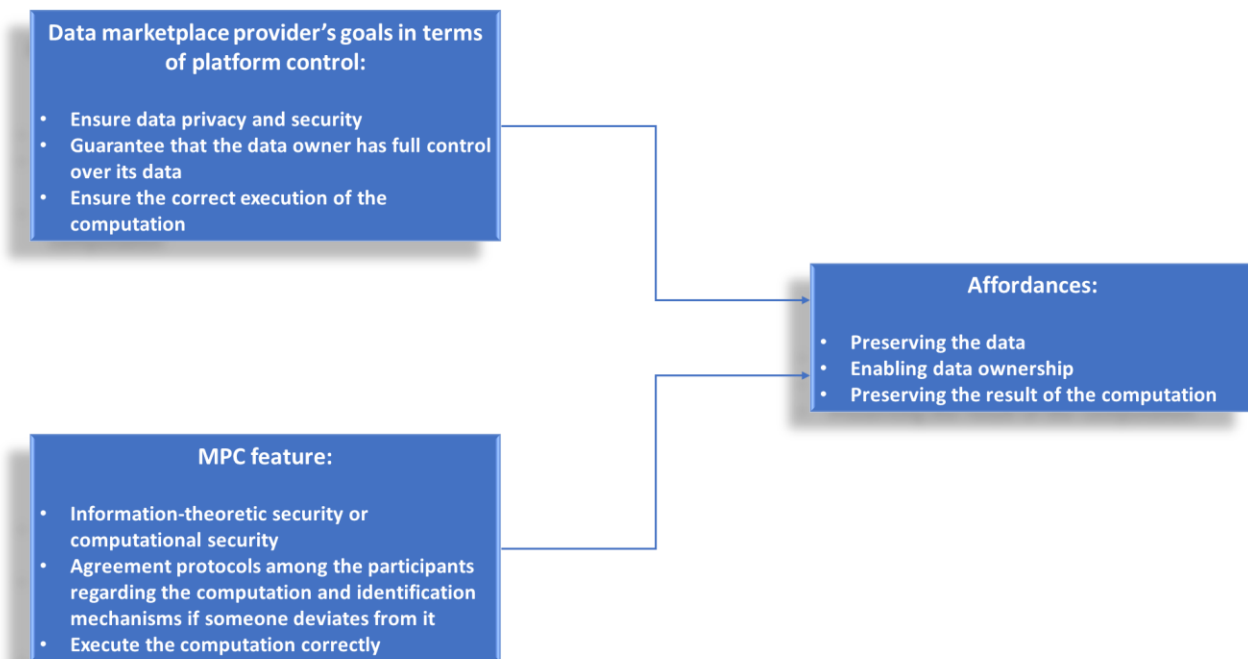 Data marketplace provider's goals in terms
of platform control:
• Ensure data privacy and security
• Guarantee that the data owner has full control
over its data
• Ensure the correct execution of the
computation
Affordances:
• Preserving the data
• Enabling data ownership
• Preserving the result of the computation
MPC feature:
• Information-theoretic security or
computational security
• Agreement protocols among the participants
regarding the computation and identification
mechanisms if someone deviates from it
• Execute the computation correctly